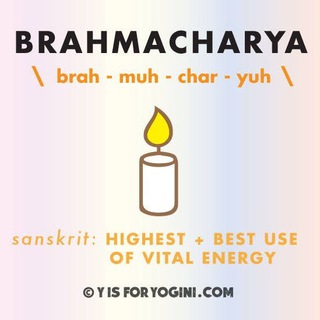 BRAHMACHARYA
\ brah - muh - char - yuh \
sanskrit: HIGHEST + BEST USE
OF VITAL ENERGY
© Y IS FOR YOGINI .COM